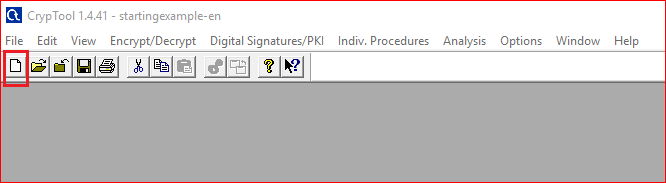 CrypTool 1.4.41 - startingexample-en
File Edit View Encrypt/Decrypt Digital Signatures/PKI Indiv. Procedures Analysis Options Window Help